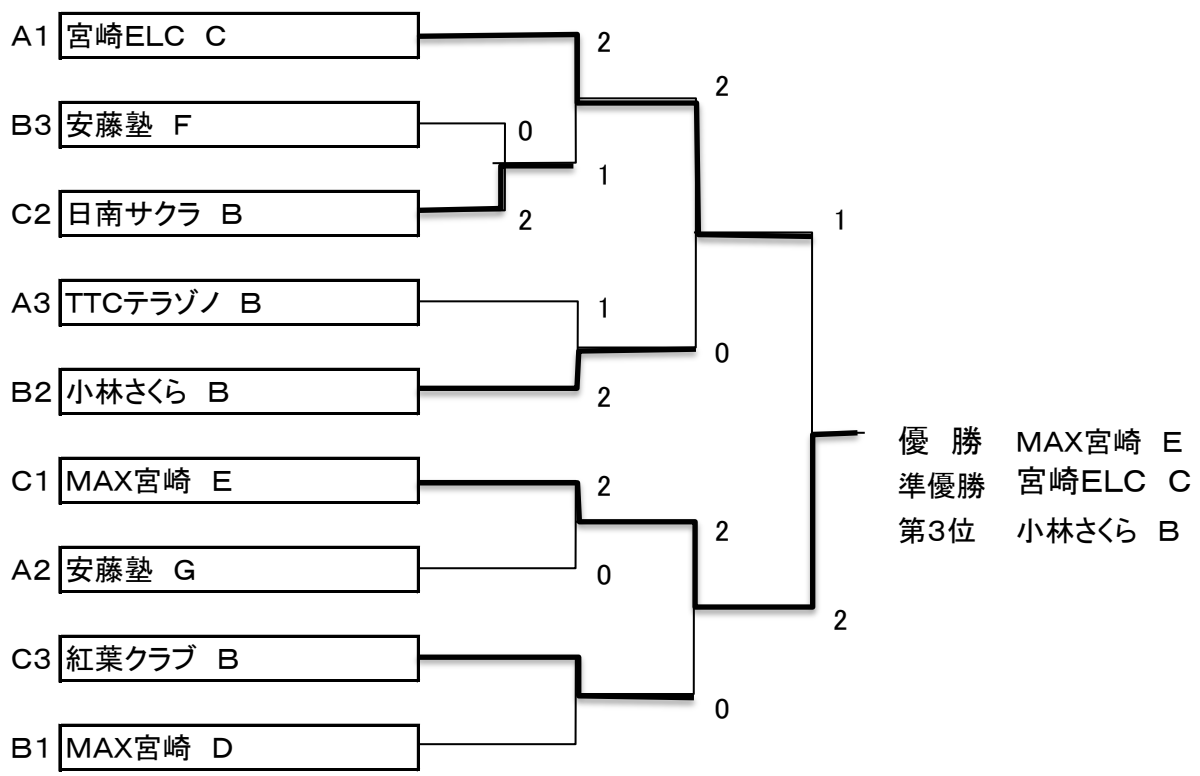 A1 宮崎ELC C
2
2
B3 安藤塾 F
0
1
C2 日南サクラ B
2
1
A3 TTCテラゾノ B
1
0
B2 小林さくら B
2
優 勝 MAX宮崎 E
準優勝 宮崎ELC C
第3位 小林さくら B
C1 MAX宮崎 E
2
2
A2 安藤塾 G
0
2
C3 紅葉クラブ B
0
B1 MAX宮崎 D